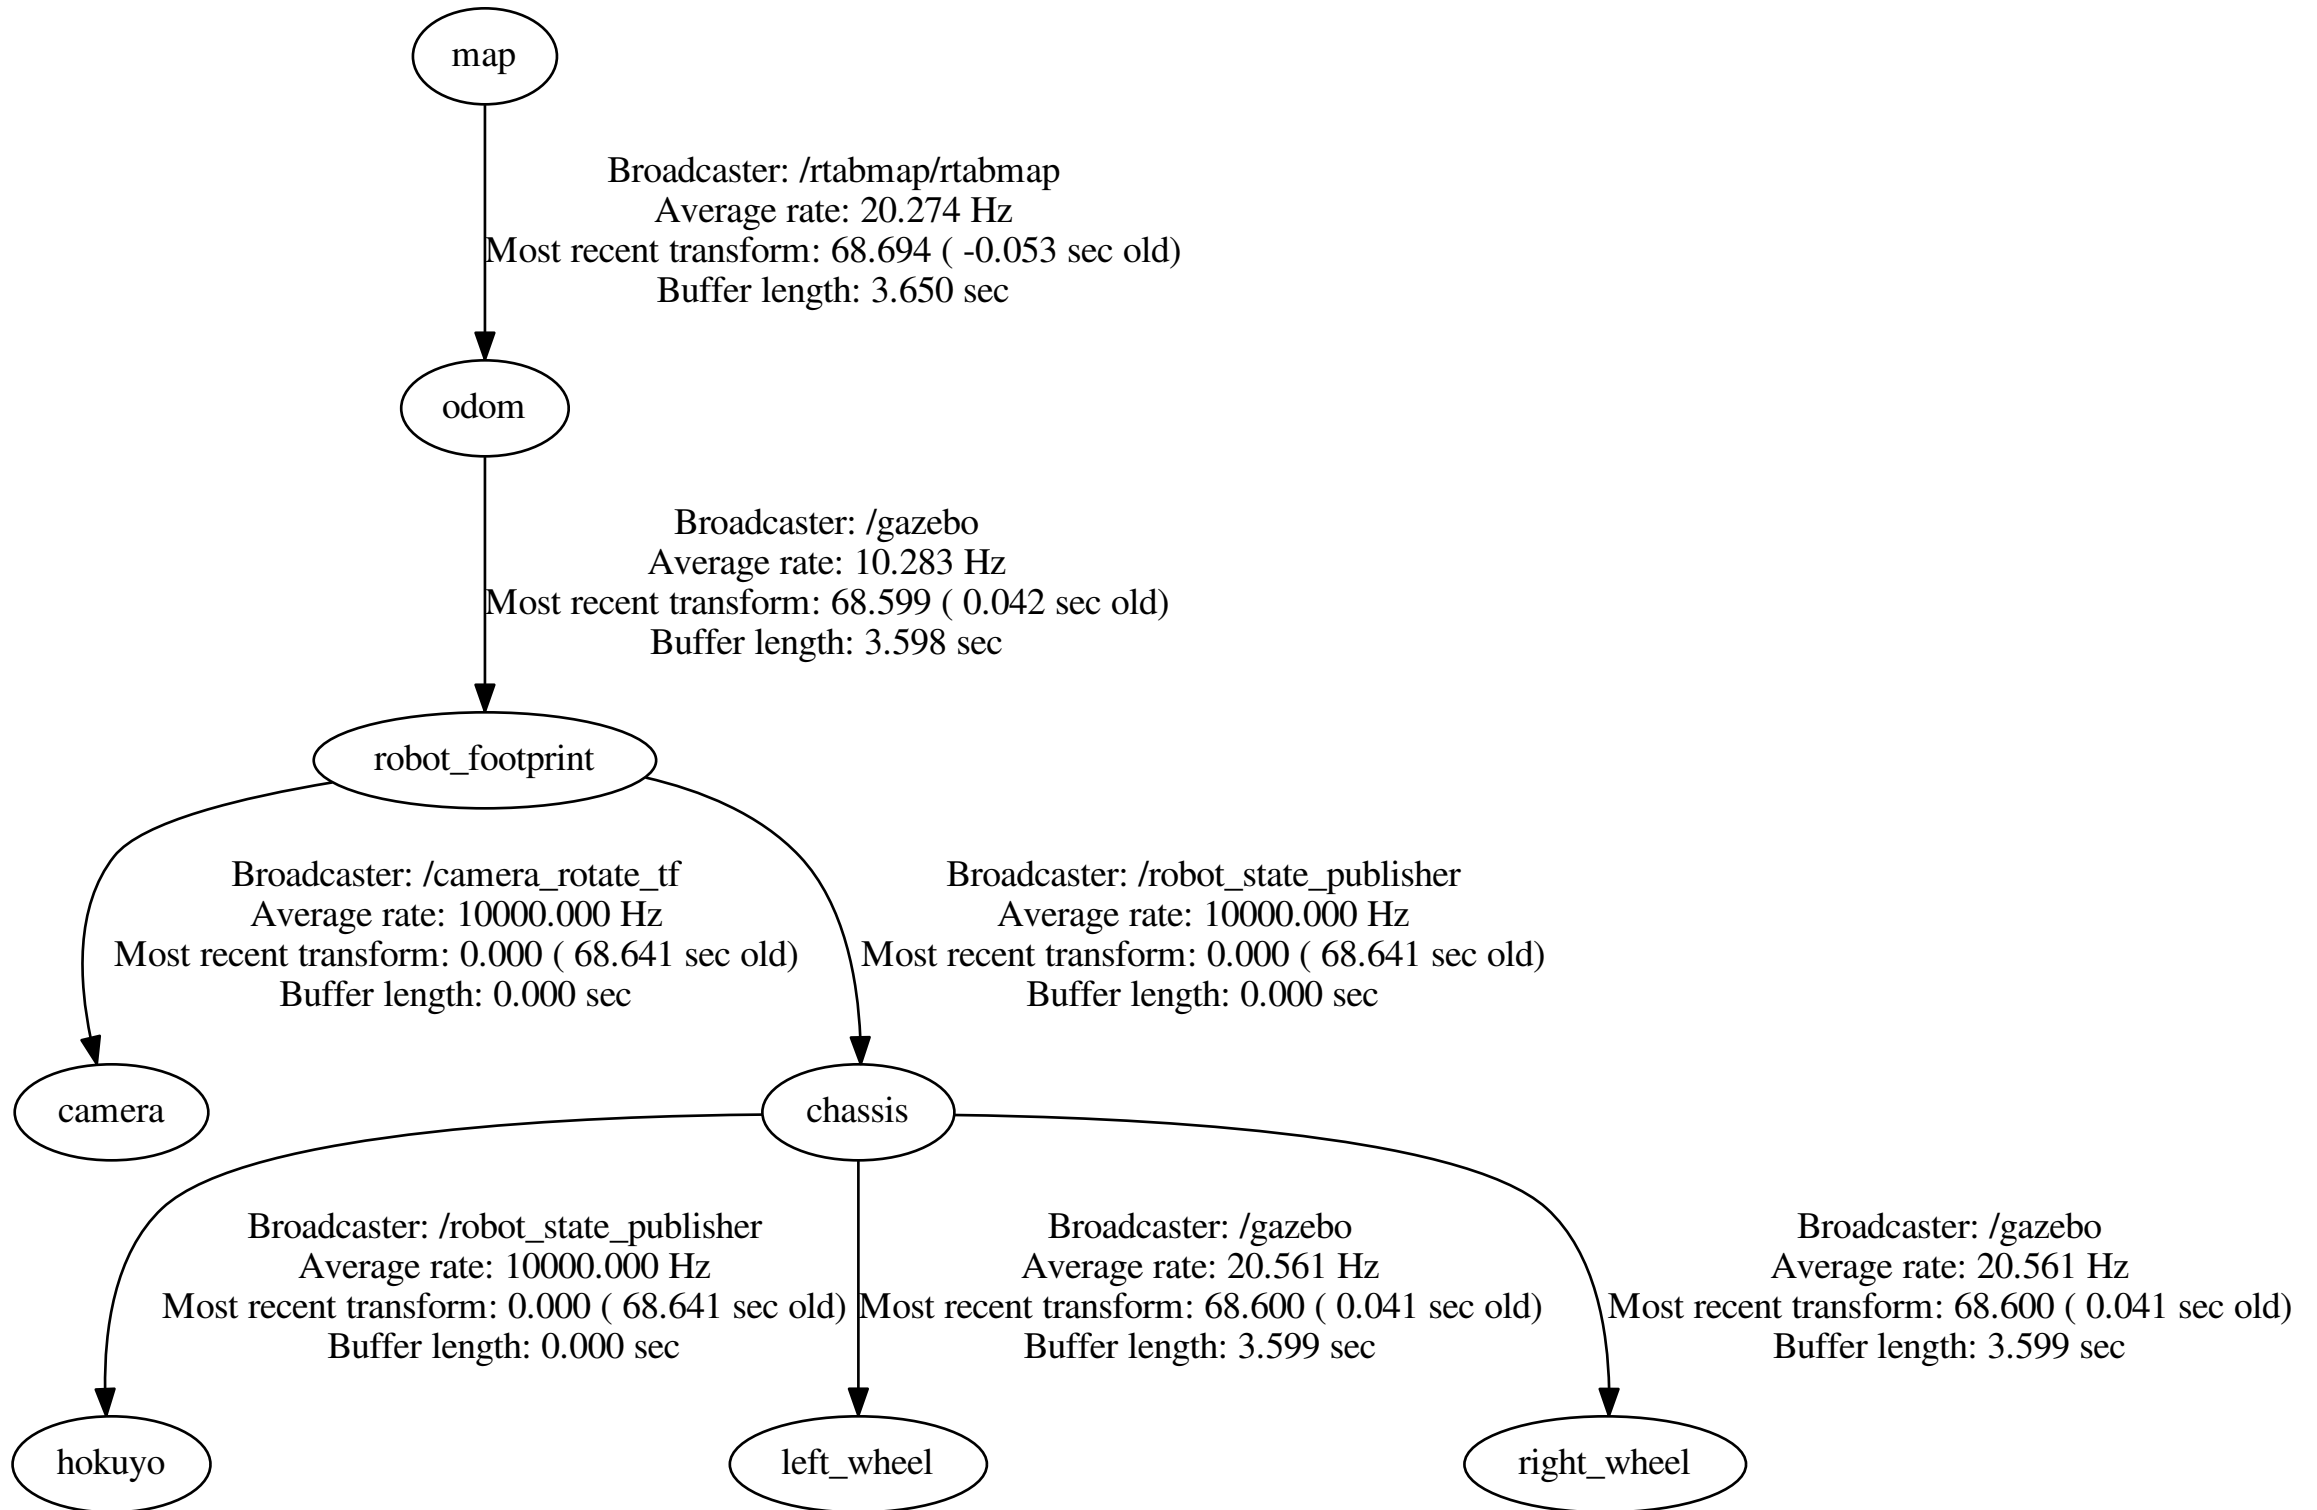 map
Broadcaster: /rtabmap/rtabmap
Average rate: 20.274 Hz
Most recent transform: 68.694 ( -0.053 sec old)
Buffer length: 3.650 sec
odom
Broadcaster: /gazebo
Average rate: 10.283 Hz
Most recent transform: 68.599 ( 0.042 sec old)
Buffer length: 3.598 sec
robot_footprint
Broadcaster: /camera_rotate_tf
Average rate: 10000.000 Hz
Most recent transform: 0.000 ( 68.641 sec old)
Buffer length: 0.000 sec
Broadcaster: /robot_state_publisher
Average rate: 10000.000 Hz
Most recent transform: 0.000 ( 68.641 sec old)
Buffer length: 0.000 sec
camera
chassis
Broadcaster: /robot_state_publisher
Average rate: 10000.000 Hz
Most recent transform: 0.000 ( 68.641 sec old)
Buffer length: 0.000 sec
Broadcaster: /gazebo
Average rate: 20.561 Hz
Most recent transform: 68.600 ( 0.041 sec old)
Buffer length: 3.599 sec
Broadcaster: /gazebo
Average rate: 20.561 Hz
Most recent transform: 68.600 ( 0.041 sec old)
Buffer length: 3.599 sec
hokuyo
left_wheel
right_wheel